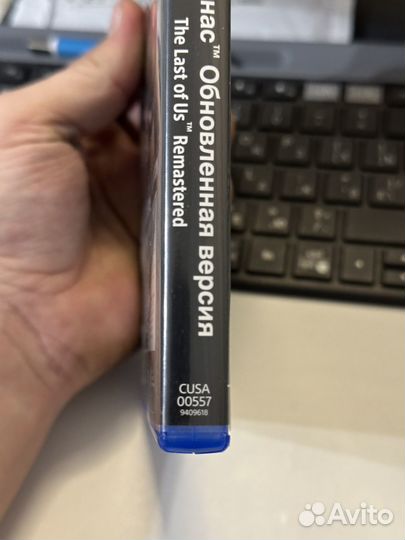 нас™ Обновленная версия
The Last of Us™ Remastered
CUSA
00557
9409618
Avito